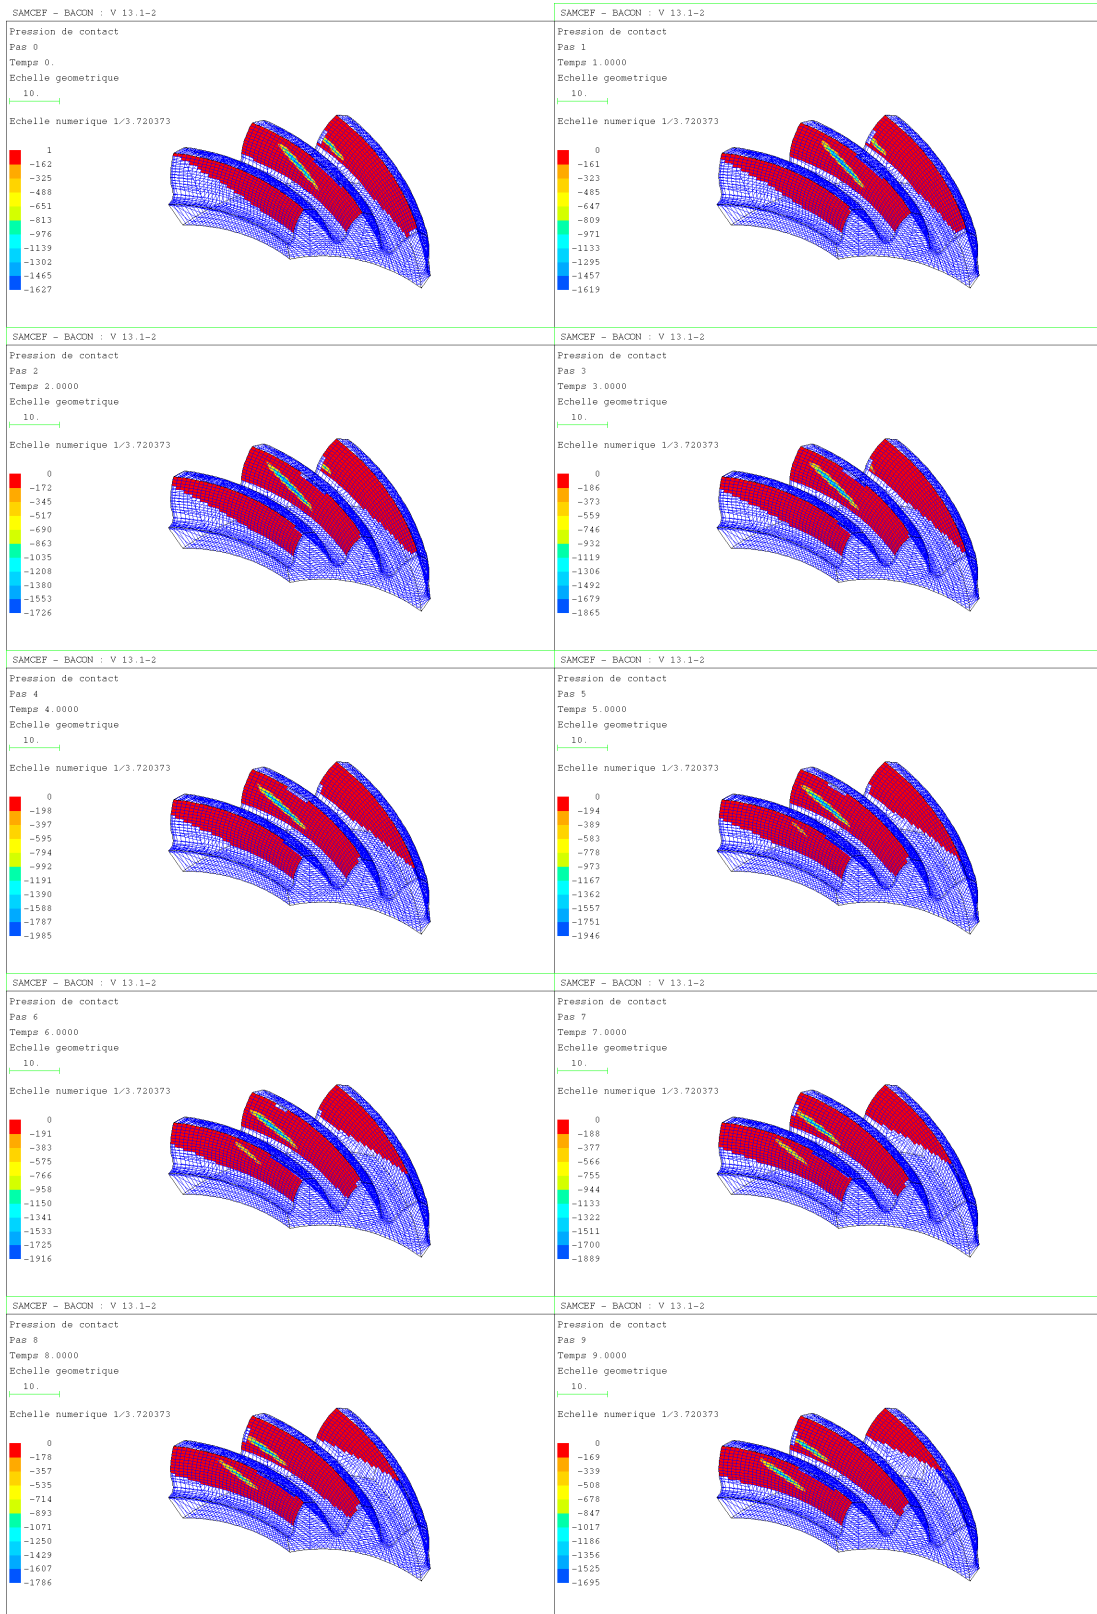 SAMCEF - BACON : V 13.1-2
Pression de contact
Pas 0
Temps 0.
Echelle geometrique
10.
Echelle numerique 1/3.720373
1
-162
-325
-488
-651
-813
-976
-1139
-1302
-1465
-1627
SAMCEF - BACON : V 13.1-2
Pression de contact
Pas 1
Temps 1.0000
Echelle geometrique
10.
Echelle numerique 1/3.720373
0
-161
-323
-485
-647
-809
-971
-1133
-1295
-1457
-1619
SAMCEF - BACON : V 13.1-2
Pression de contact
Pas 2
Temps 2.0000
Echelle geometrique
10.
Echelle numerique 1/3.720373
0
-172
-345
-517
-690
-863
-1035
-1208
-1380
-1553
-1726
SAMCEF - BACON : V 13.1-2
Pression de contact
Pas 3
Temps 3.0000
Echelle geometrique
10.
Echelle numerique 1/3.720373
0
-186
-373
-559
-746
-932
-1119
-1306
-1492
-1679
-1865
SAMCEF - BACON : V 13.1-2
Pression de contact
Pas 4
Temps 4.0000
Echelle geometrique
10.
Echelle numerique 1/3.720373
0
-198
-397
-595
-794
-992
-1191
-1390
-1588
-1787
-1985
SAMCEF - BACON : V 13.1-2
Pression de contact
Pas 5
Temps 5.0000
Echelle geometrique
10.
Echelle numerique 1/3.720373
0
-194
-389
-583
-778
-973
-1167
-1362
-1557
-1751
-1946
SAMCEF - BACON : V 13.1-2
Pression de contact
Pas 6
Temps 6.0000
Echelle geometrique
10.
Echelle numerique 1/3.720373
0
-191
-383
-575
-766
-958
-1150
-1341
-1533
-1725
-1916
SAMCEF - BACON : V 13.1-2
Pression de contact
Pas 7
Temps 7.0000
Echelle geometrique
10.
Echelle numerique 1/3.720373
0
-188
-377
-566
-755
-944
-1133
-1322
-1511
-1700
-1889
SAMCEF - BACON : V 13.1-2
Pression de contact
Pas 8
Temps 8.0000
Echelle geometrique
10.
Echelle numerique 1/3.720373
0
-178
-357
-535
-714
-893
-1071
-1250
-1429
-1607
-1786
SAMCEF - BACON : V 13.1-2
Pression de contact
Pas 9
Temps 9.0000
Echelle geometrique
10.
Echelle numerique 1/3.720373
0
-169
-339
-508
-678
-847
-1017
-1186
-1356
-1525
-1695